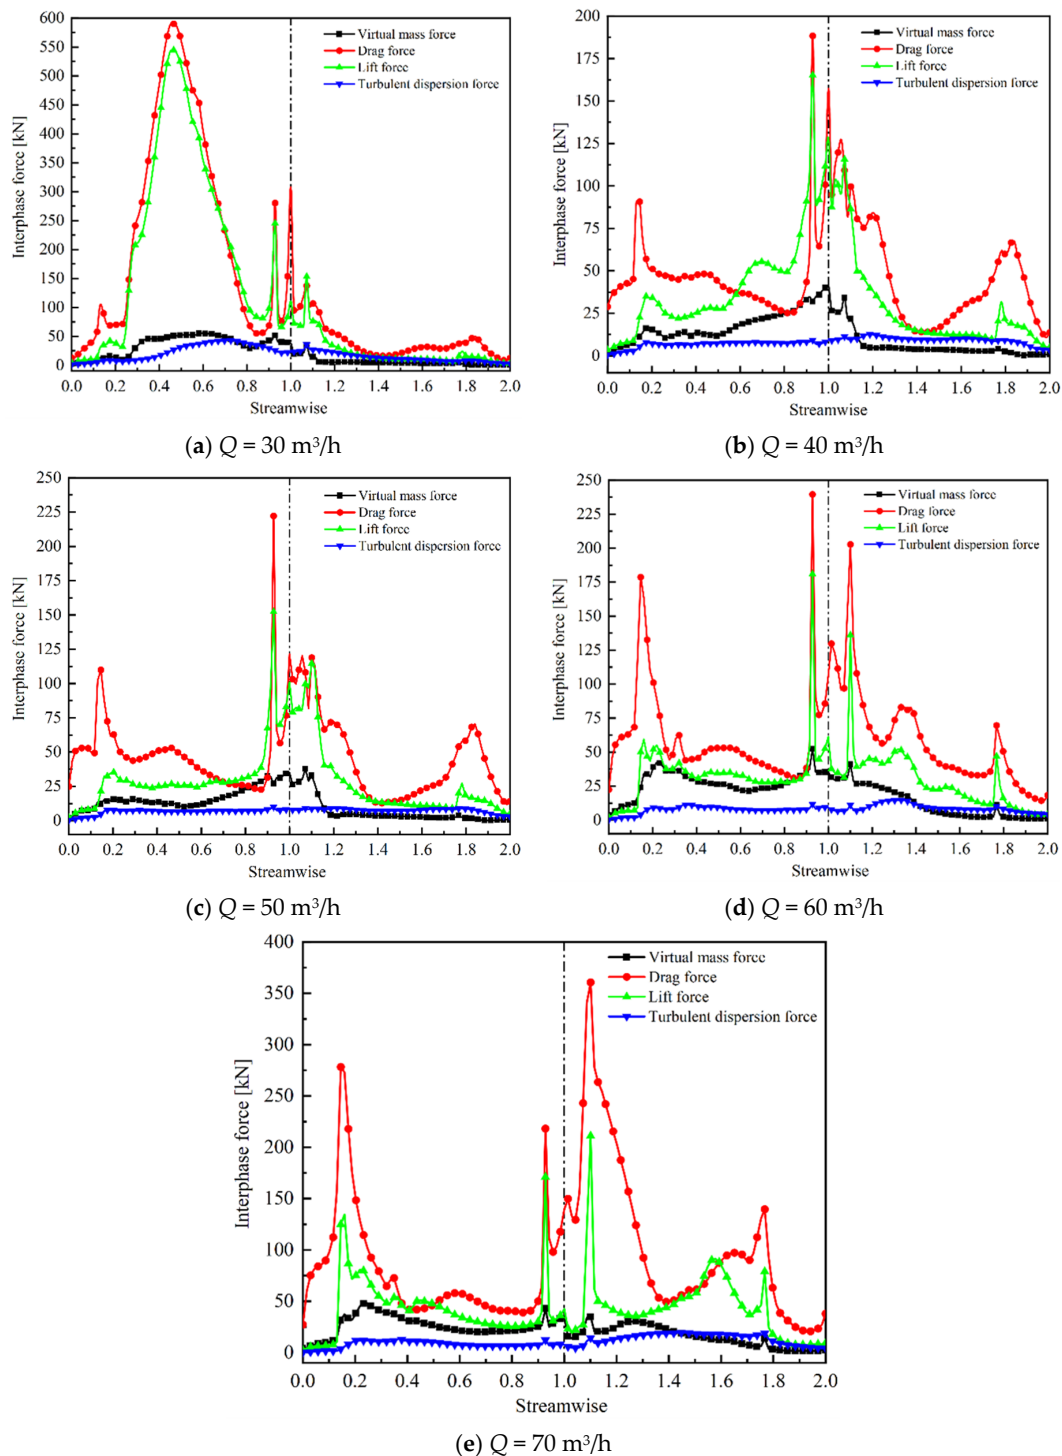 600
550
500
450
400
350
300
250
200
150
100
50
0
Interphase force [kN]
Virtual mass force
Drag force
Lift force
Turbulent dispersion force
0.0 0.2 0.4 0.6 0.8 1.0 1.2 1.4 1.6 1.8 2.0
Streamwise
(a) Q = 30 m³/h
200
175
150
125
100
75
50
25
0
Interphase force [kN]
Virtual mass force
Drag force
Lift force
Turbulent dispersion force
0.0 0.2 0.4 0.6 0.8 1.0 1.2 1.4 1.6 1.8 2.0
Streamwise
(b) Q = 40 m³/h
250
225
200
175
150
125
100
75
50
25
0
Interphase force [kN]
Virtual mass force
Drag force
Lift force
Turbulent dispersion force
0.0 0.2 0.4 0.6 0.8 1.0 1.2 1.4 1.6 1.8 2.0
Streamwise
(c) Q = 50 m³/h
250
225
200
175
150
125
100
75
50
25
0
Interphase force [kN]
Virtual mass force
Drag force
Lift force
Turbulent dispersion force
0.0 0.2 0.4 0.6 0.8 1.0 1.2 1.4 1.6 1.8 2.0
Streamwise
(d) Q = 60 m³/h
400
350
300
250
200
150
100
50
0
Interphase force [kN]
Virtual mass force
Drag force
Lift force
Turbulent dispersion force
0.0 0.2 0.4 0.6 0.8 1.0 1.2 1.4 1.6 1.8 2.0
Streamwise
(e) Q = 70 m³/h